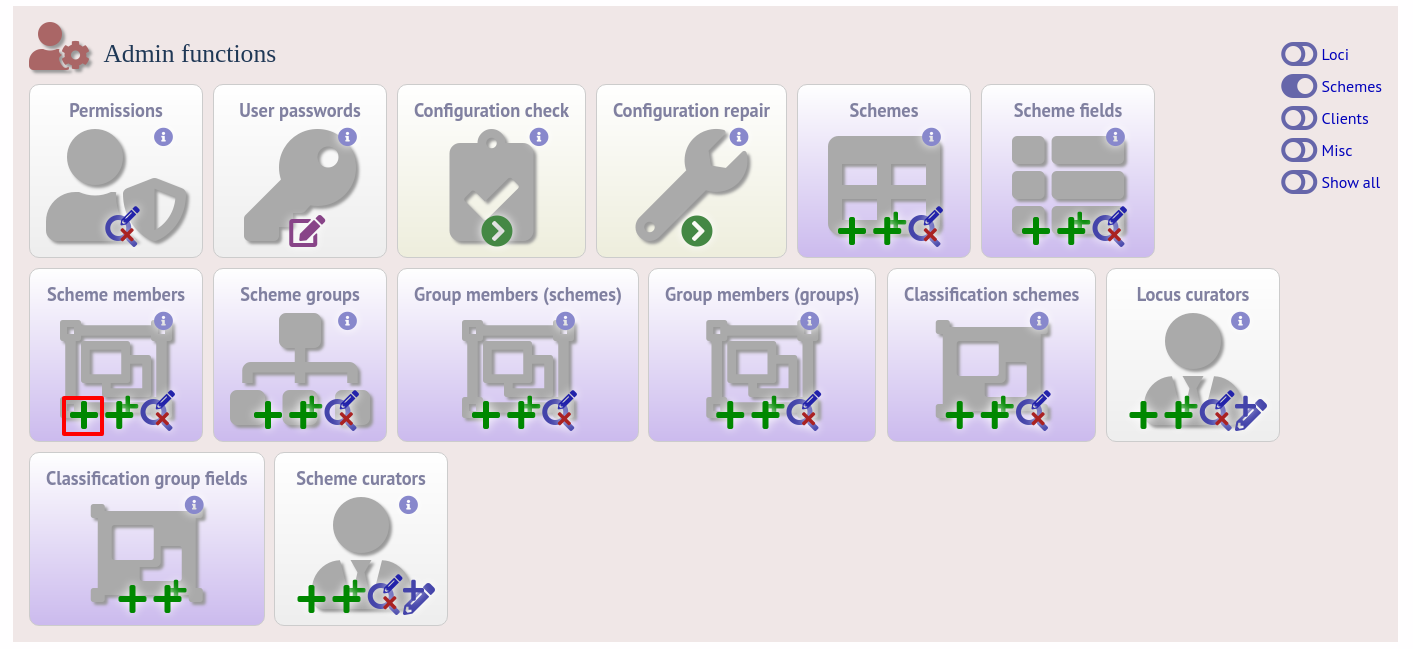 Admin functions
Loci
Schemes
Clients
Misc
Show all
Permissions
User passwords
Configuration check
Configuration repair
Schemes
Scheme fields
Scheme members
Scheme groups
Group members (schemes)
Group members (groups)
Classification schemes
Locus curators
Classification group fields
Scheme curators